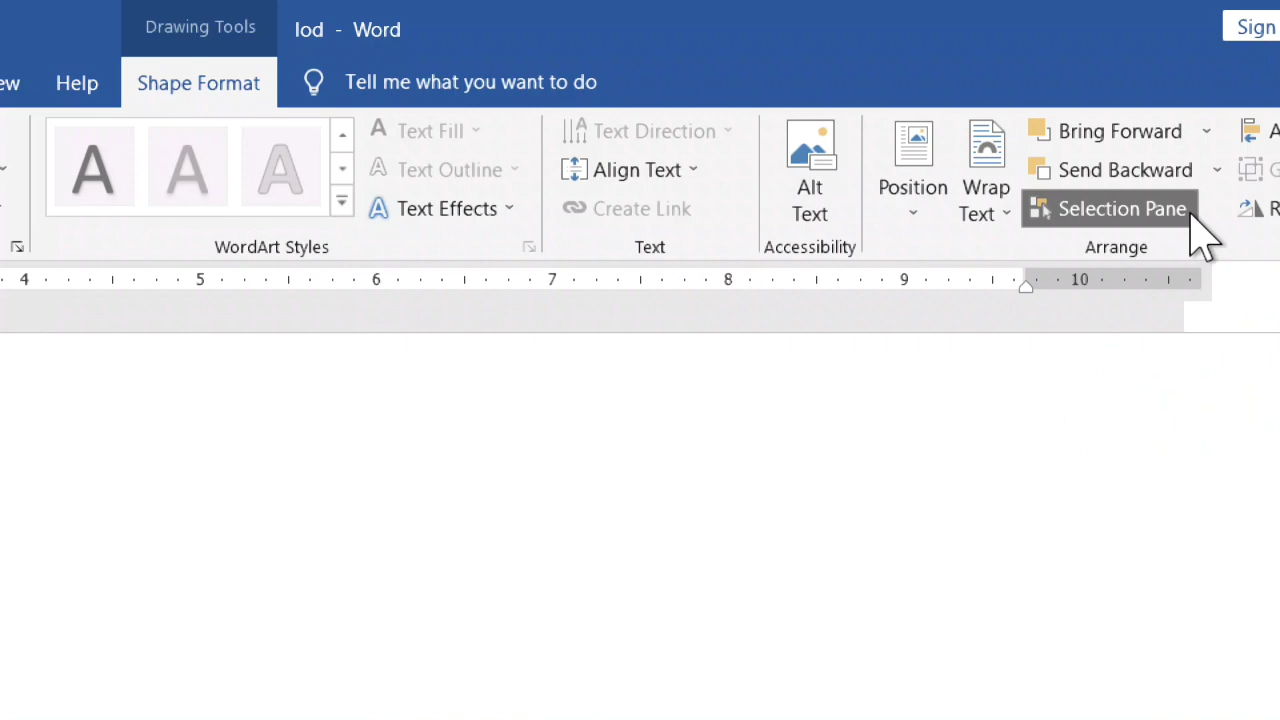 Drawing Tools
lod - Word
Sign
ew
Help
Shape Format
Tell me what you want to do
A
A
A
Text Fill
Text Outline
Text Effects
WordArt Styles
Text Direction
Align Text
Create Link
Text
Alt
Text
Accessibility
Position
Wrap
Text
Bring Forward
Send Backward
Selection Pane
Arrange
A
G
R
4 5 6 7 8 9 10